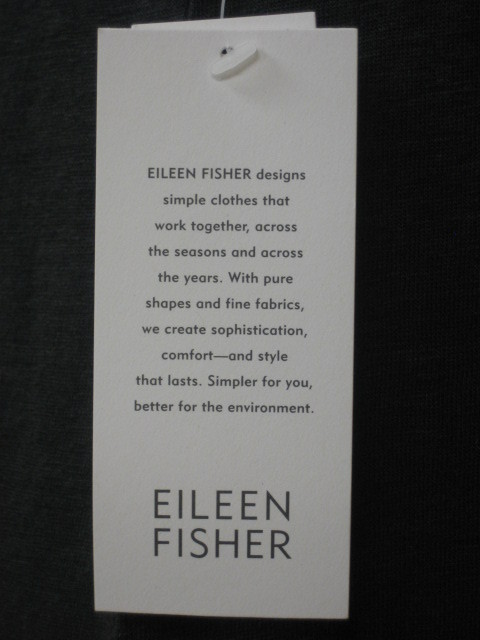 EILEEN FISHER designs
simple clothes that
work together, across
the seasons and across
the years. With pure
shapes and fine fabrics,
we create sophistication,
comfort—and style
that lasts. Simpler for you,
better for the environment.
EILEEN
FISHER